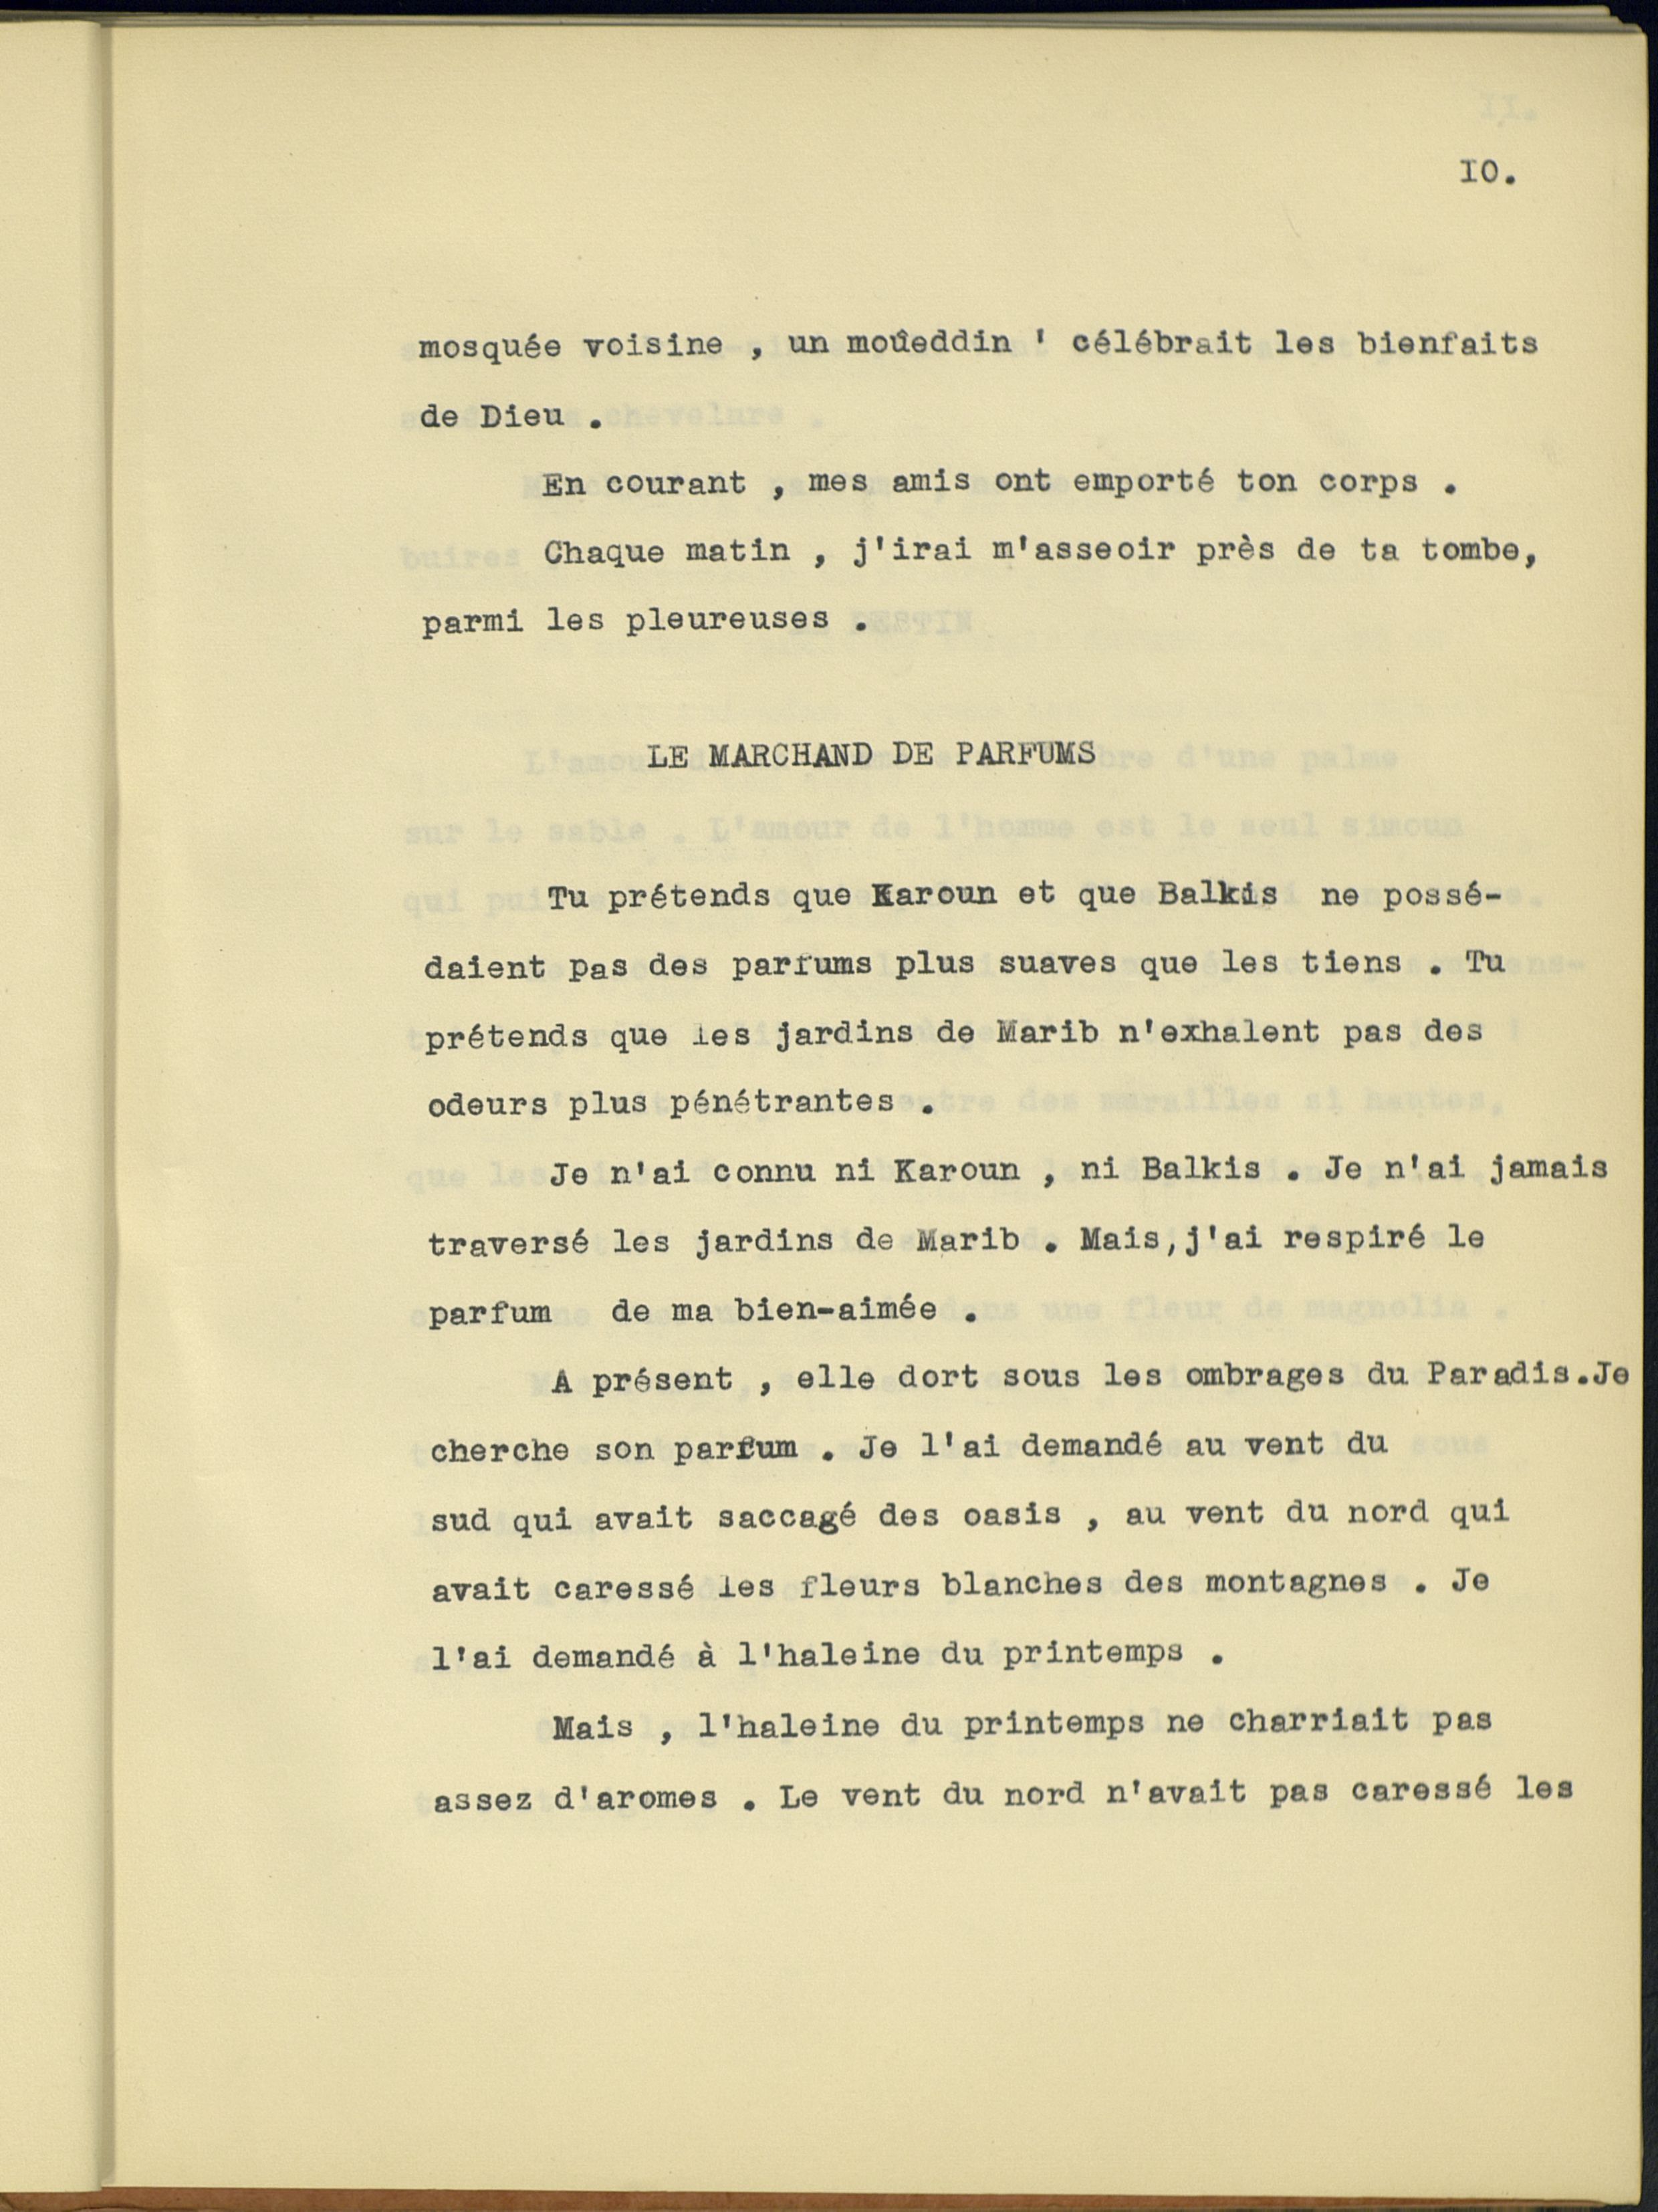 IO.
mosquée voisine , un moûeddin ' célébrait les bienfaits
de Dieu .
En courant , mes amis ont emporté ton corps .
Chaque matin , j'irai m'asseoir près de ta tombe,
parmi les pleureuses .
LE MARCHAND DE PARFUMS
Tu prétends que Karoun et que Balkis ne possé-
daient pas des parfums plus suaves que les tiens . Tu
prétends que les jardins de Marib n'exhalent pas des
odeurs plus pénétrantes .
Je n'ai connu ni Karoun , ni Balkis . Je n'ai jamais
traversé les jardins de Marib . Mais,j'ai respiré le
parfum de ma bien-aimée .
A présent , elle dort sous les ombrages du Paradis.Je
cherche son parfum . Je l'ai demandé au vent du
sud qui avait saccagé des oasis , au vent du nord qui
avait caressé les fleurs blanches des montagnes . Je
l'ai demandé à l'haleine du printemps .
Mais , l'haleine du printemps ne charriait pas
assez d'aromes . Le vent du nord n'avait pas caressé les